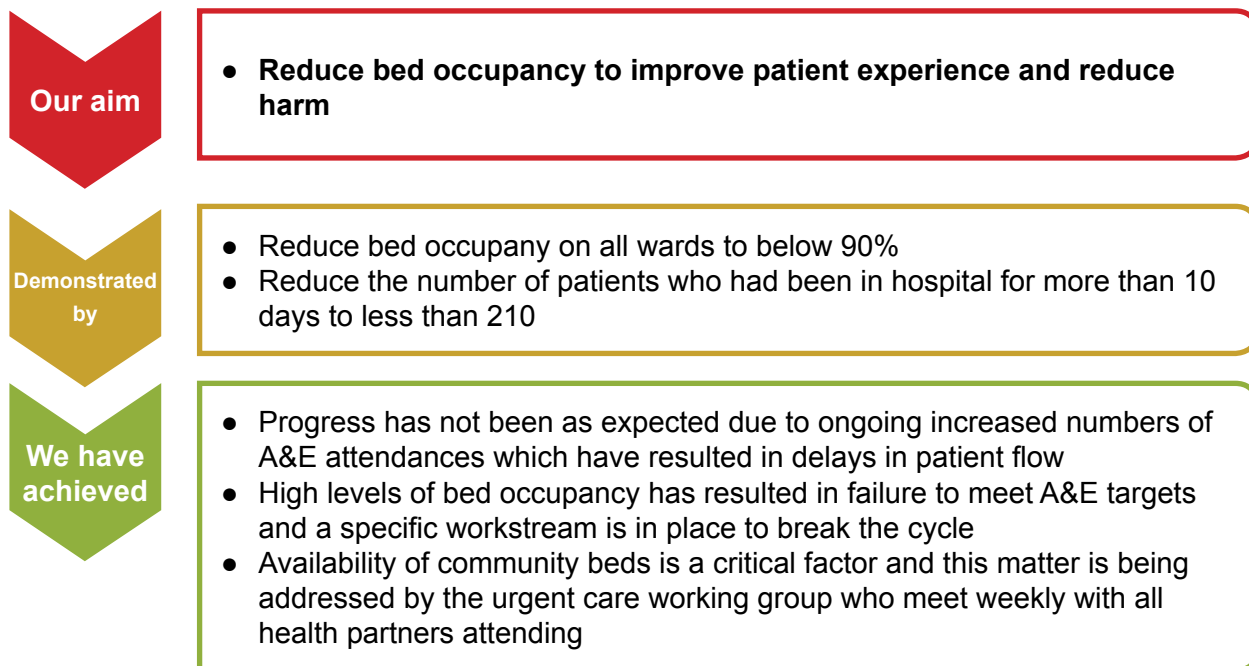 Our aim
● Reduce bed occupancy to improve patient experience and reduce
harm
Demonstrated
by
● Reduce bed occupany on all wards to below 90%
● Reduce the number of patients who had been in hospital for more than 10
days to less than 210
We have
achieved
● Progress has not been as expected due to ongoing increased numbers of
A&E attendances which have resulted in delays in patient flow
● High levels of bed occupancy has resulted in failure to meet A&E targets
and a specific workstream is in place to break the cycle
● Availability of community beds is a critical factor and this matter is being
addressed by the urgent care working group who meet weekly with all
health partners attending